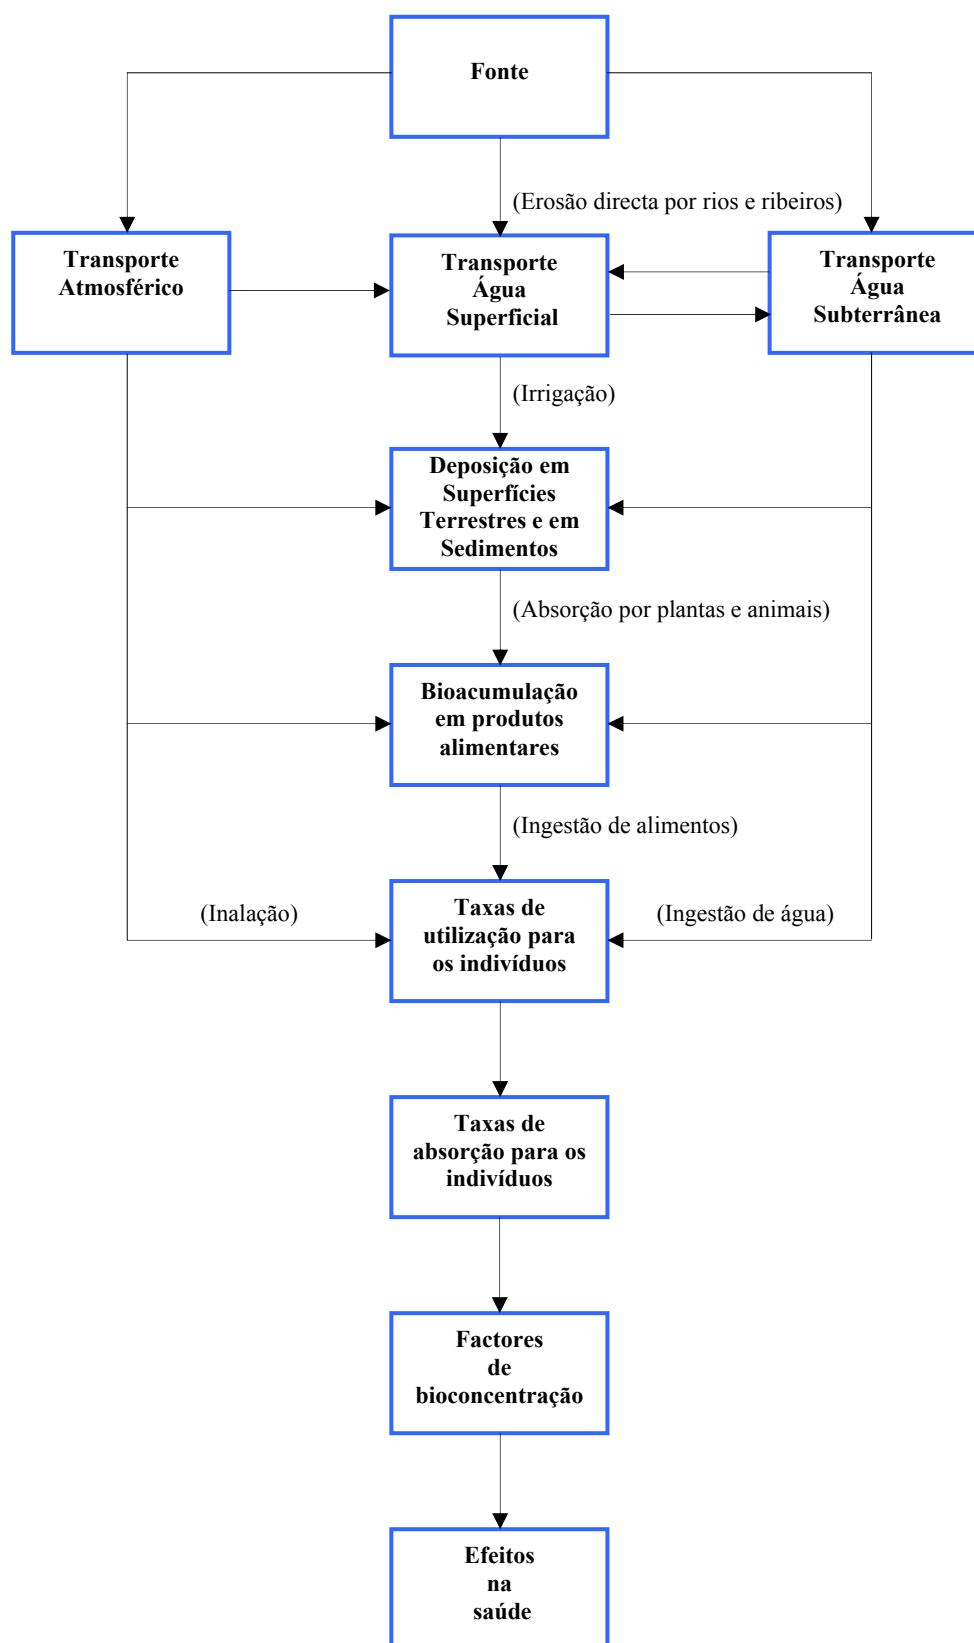 Fonte
(Erosão directa por rios e ribeiros)
Transporte
Atmosférico
Transporte
Água
Superficial
Transporte
Água
Subterrânea
(Irrigação)
Deposição em
Superfícies
Terrestres e em
Sedimentos
(Absorção por plantas e animais)
Bioacumulação
em produtos
alimentares
(Ingestão de alimentos)
(Inalação)
Taxas de
utilização para
os indivíduos
(Ingestão de água)
Taxas de
absorção para os
indivíduos
Factores
de
bioconcentração
Efeitos
na
saúde